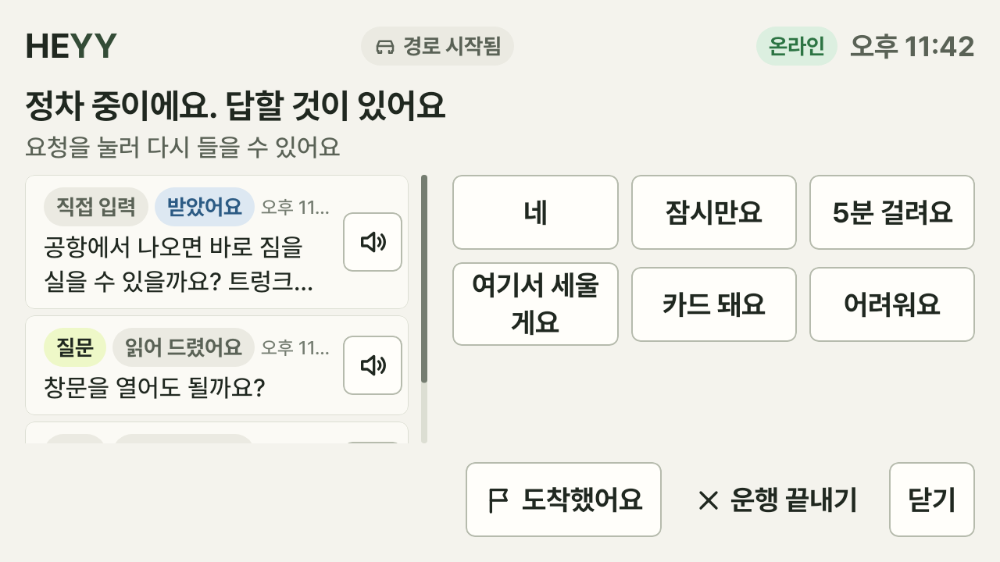 HEYY
경로 시작됨
온라인
오후 11:42
정차 중이에요. 답할 것이 있어요
요청을 눌러 다시 들을 수 있어요
직접 입력
받았어요
오후 11...
공항에서 나오면 바로 짐을
실을 수 있을까요? 트렁크...
질문
읽어 드렸어요
오후 11...
창문을 열어도 될까요?
네
잠시만요
5분 걸려요
여기서 세울
게요
카드 돼요
어려워요
도착했어요
운행 끝내기
닫기